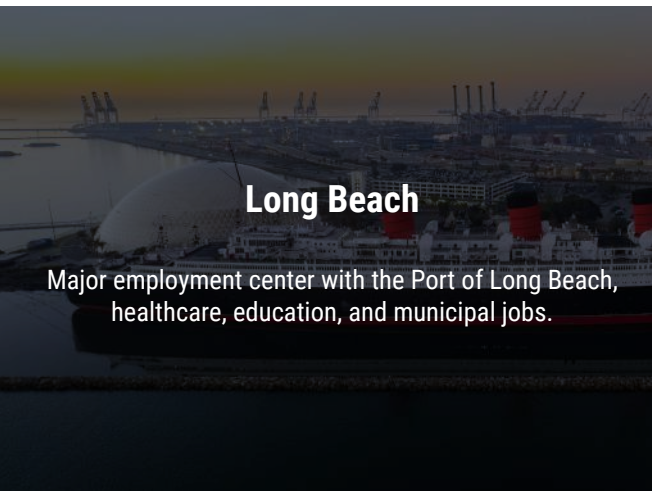 Long Beach
Major employment center with the Port of Long Beach,
healthcare, education, and municipal jobs.